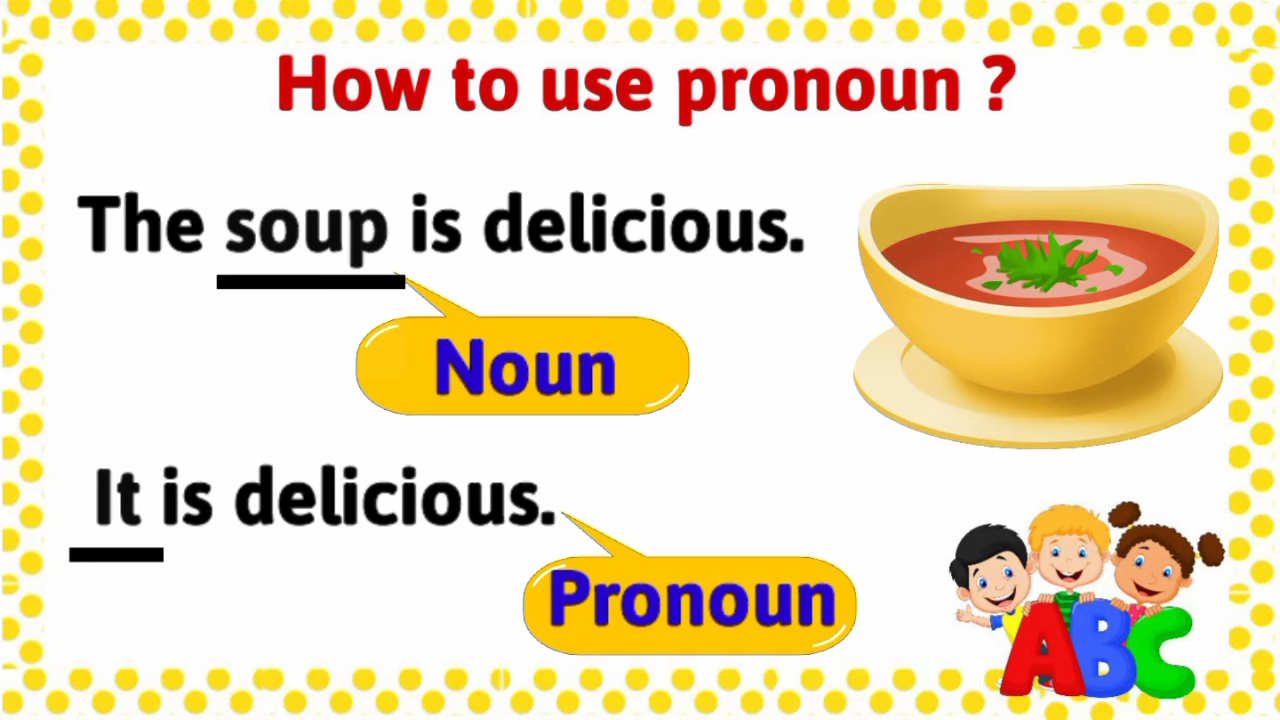 How to use pronoun ?
The soup is delicious.
Noun
It is delicious.
Pronoun
ABC